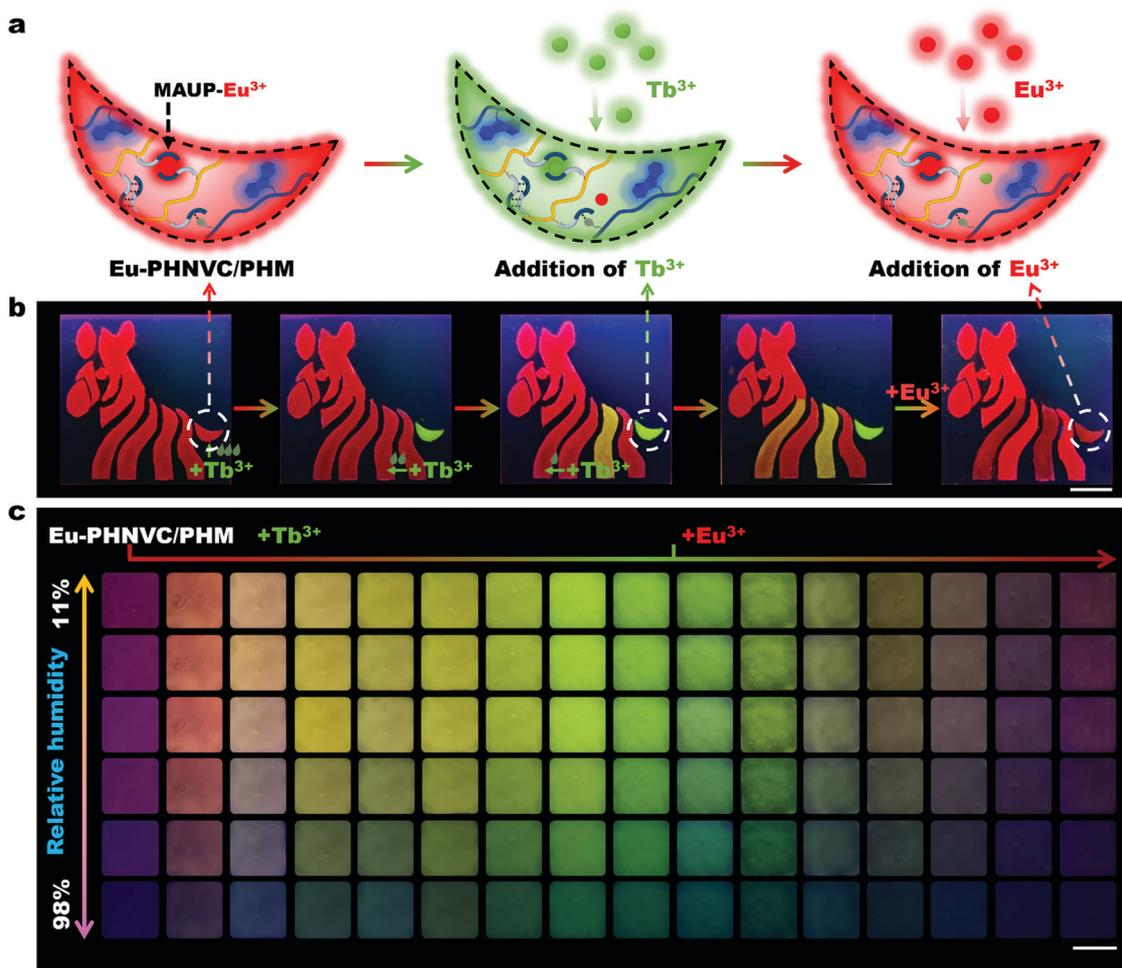 a
MAUP-Eu³⁺
Tb³⁺
Eu³⁺
Eu-PHNVC/PHM
Addition of Tb³⁺
Addition of Eu³⁺
b
+Tb³⁺
+Tb³⁺
+Tb³⁺
+Eu³⁺
c
Eu-PHNVC/PHM +Tb³⁺ +Eu³⁺
11%
Relative humidity
98%